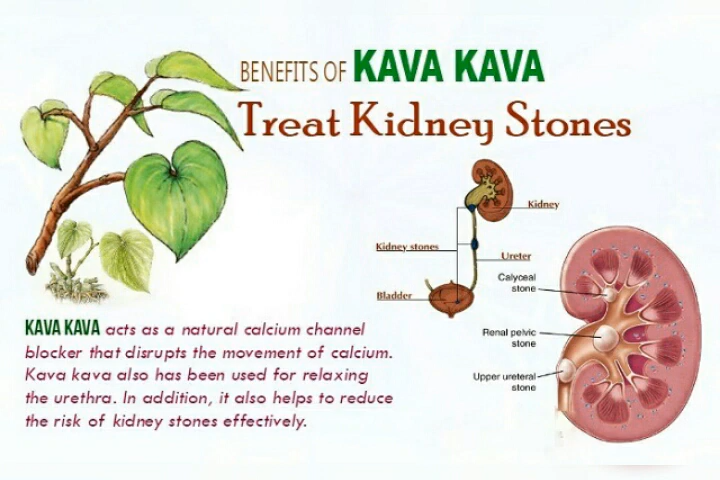 BENEFITS OF KAVA KAVA
Treat Kidney Stones
Kidney
Kidney stones
Ureter
Bladder
Calyceal
stone
Renal pelvic
stone
Upper ureteral
stone
KAVA KAVA acts as a natural calcium channel
blocker that disrupts the movement of calcium.
Kava kava also has been used for relaxing
the urethra. In addition, it also helps to reduce
the risk of kidney stones effectively.